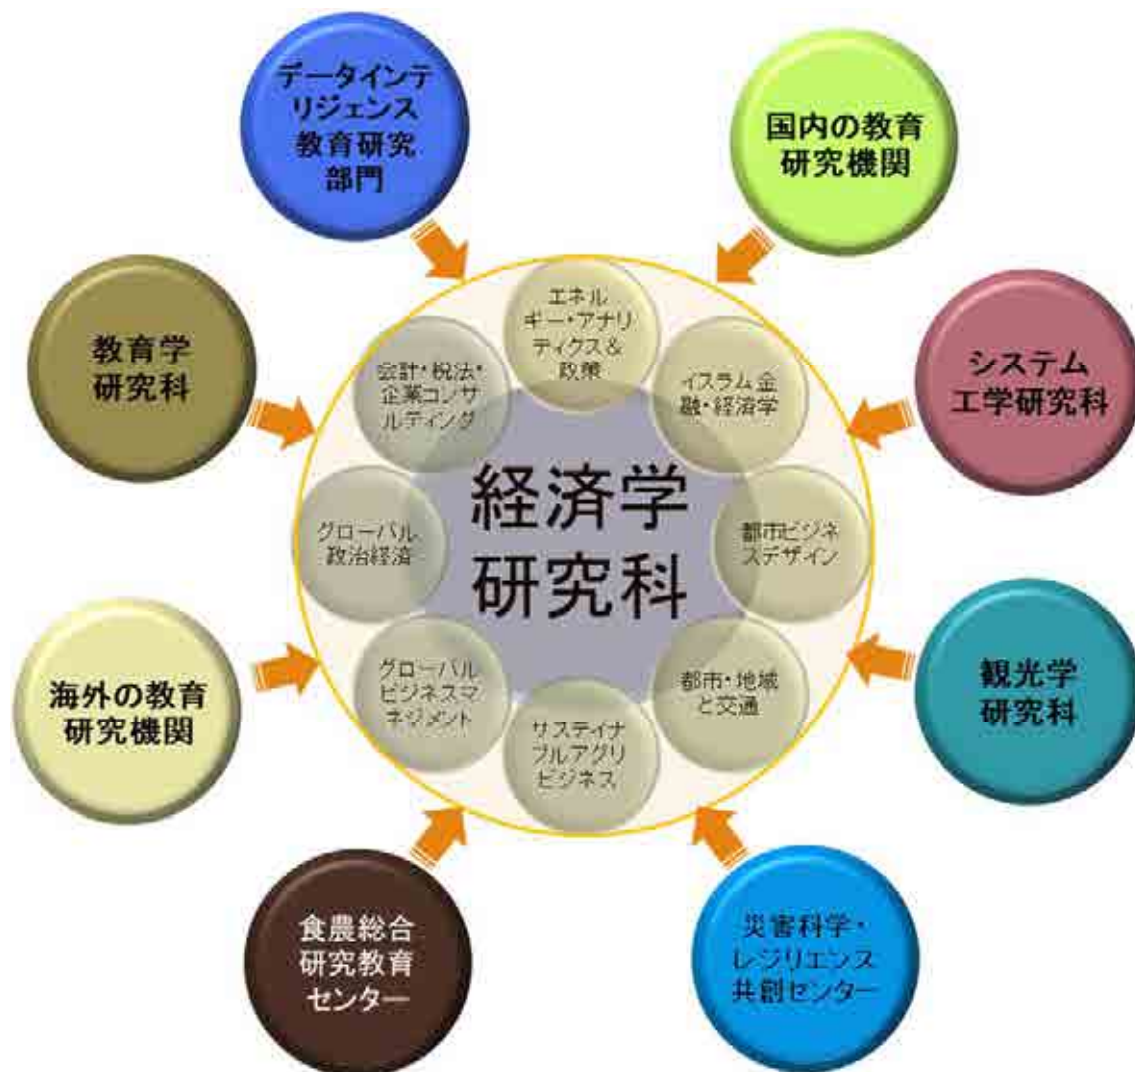 データインテ
リジェンス
教育研究
部門
国内の教育
研究機関
教育学
研究科
システム
工学研究科
エネル
ギー・アナリ
ティクス＆
政策
会計・税法・
企業コンサ
ルティング
イスラム金
融・経済学
経済学
研究科
グローバル
政治経済
都市ビジネ
スデザイン
グローバル
ビジネスマ
ネジメント
都市・地域
と交通
サスティナ
ブルアグリ
ビジネス
海外の教育
研究機関
観光学
研究科
食農総合
研究教育
センター
災害科学・
レジリエンス
共創センター